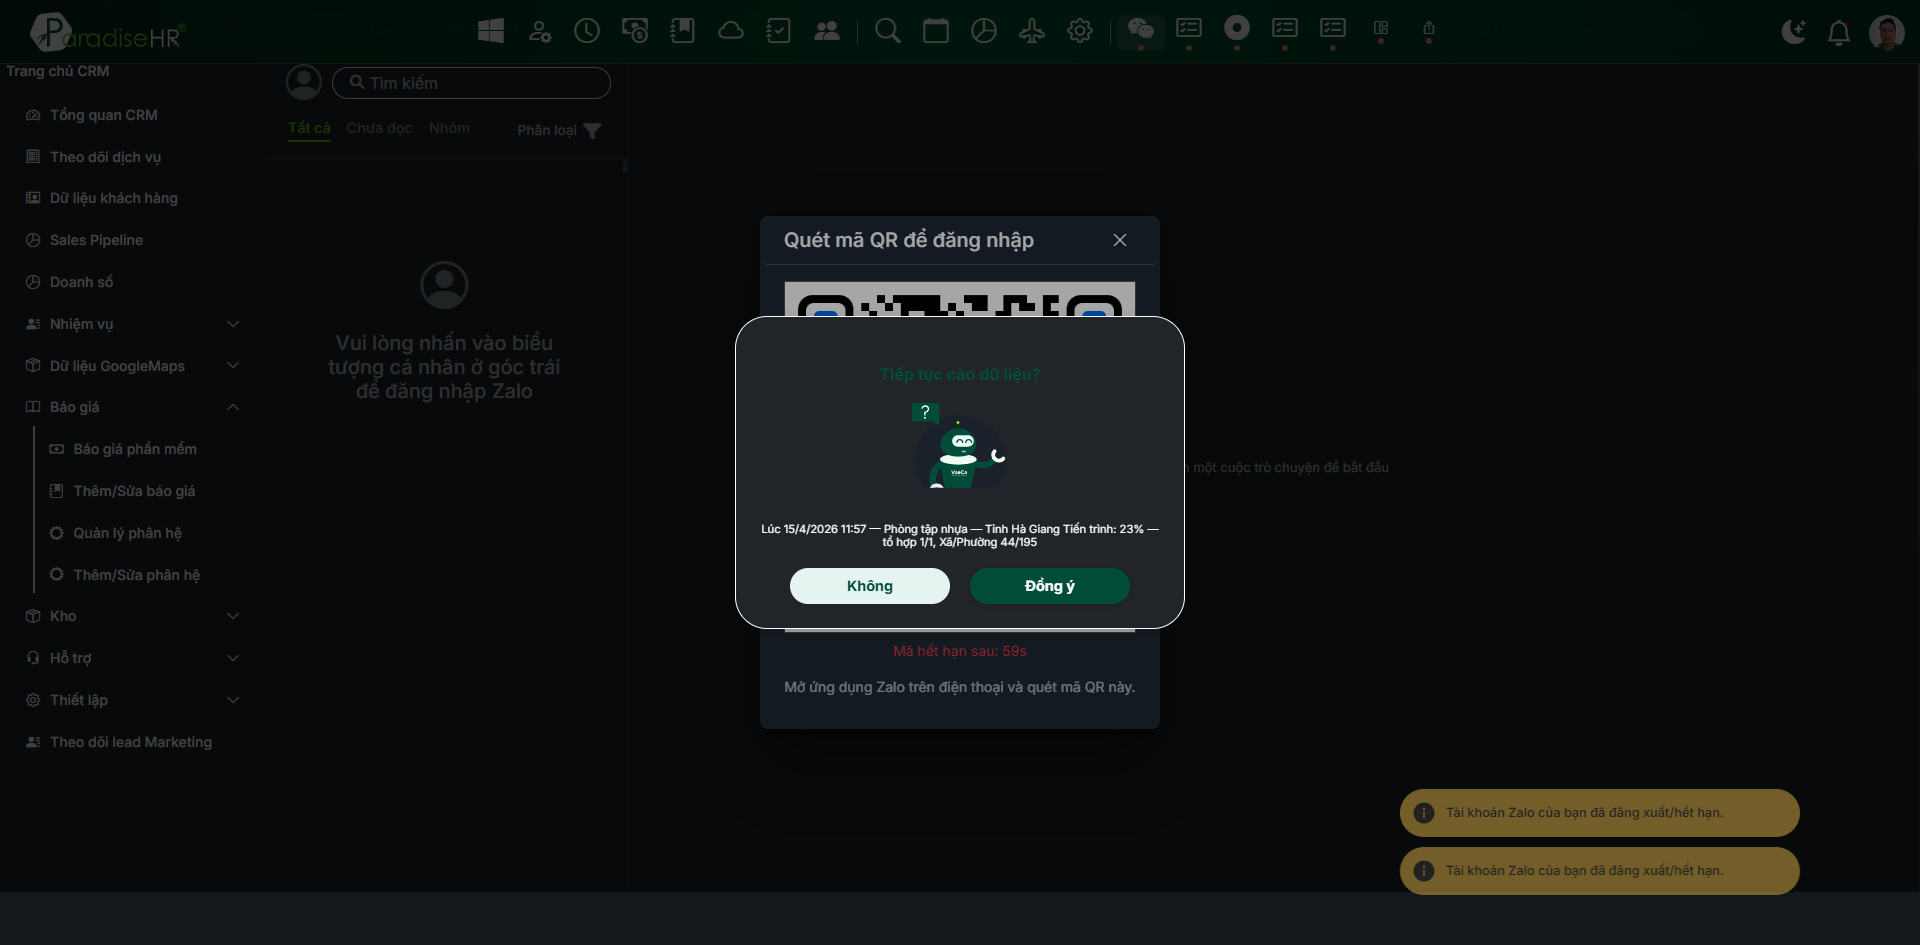 ParadiseHR®
Trang chủ CRM
Tổng quan CRM
Theo dõi dịch vụ
Dữ liệu khách hàng
Sales Pipeline
Doanh số
Nhiệm vụ
Dữ liệu GoogleMaps
Báo giá
Báo giá phần mềm
Thêm/Sửa báo giá
Quản lý phân hệ
Thêm/Sửa phân hệ
Kho
Hỗ trợ
Thiết lập
Theo dõi lead Marketing
Tìm kiếm
Tất cả Chưa đọc Nhóm Phân loại
Vui lòng nhấn vào biểu
tượng cá nhân ở góc trái
để đăng nhập Zalo
Quét mã QR để đăng nhập
Tiếp tục cào dữ liệu?
?
VaeCa
Lúc 15/4/2026 11:57 — Phòng tập nhựa — Tỉnh Hà Giang Tiến trình: 23% —
tổ hợp 1/1, Xã/Phường 44/195
Không Đồng ý
Mã hết hạn sau: 59s
Mở ứng dụng Zalo trên điện thoại và quét mã QR này.
một cuộc trò chuyện để bắt đầu
Tài khoản Zalo của bạn đã đăng xuất/hết hạn.
Tài khoản Zalo của bạn đã đăng xuất/hết hạn.